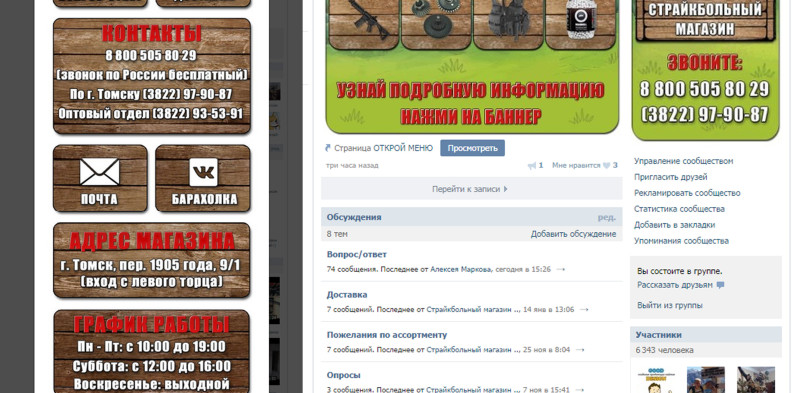 КОНТАКТЫ
8 800 505 80 29
(звонок по России бесплатный)
По г. Томску (3822) 97-90-87
Оптовый отдел (3822) 93-53-91
ПОЧТА
БАРАХОЛКА
АДРЕС МАГАЗИНА
г. Томск, пер. 1905 года, 9/1
(вход с левого торца)
ГРАФИК РАБОТЫ
Пн - Пт: с 10:00 до 19:00
Суббота: с 12:00 до 16:00
Воскресенье: выходной
УЗНАЙ ПОДРОБНУЮ ИНФОРМАЦИЮ
НАЖМИ НА БАННЕР
Страница ОТКРОЙ МЕНЮ Просмотреть
три часа назад
1 Мне нравится 3
Перейти к записи
Обсуждения ред.
8 тем Добавить обсуждение
Вопрос/ответ
74 сообщения. Последнее от Алексея Маркова, сегодня в 15:26 →
Доставка
7 сообщений. Последнее от Страйкбольный магазин .., 14 янв в 13:06 →
Пожелания по ассортименту
7 сообщений. Последнее от Страйкбольный магазин .., 25 ноя в 8:04 →
Опросы
3 сообщения. Последнее от Страйкбольный магазин .., 7 ноя в 15:41 →
СТРАЙКБОЛЬНЫЙ
МАГАЗИН
ЗВОНИТЕ:
8 800 505 80 29
(3822) 97-90-87
Управление сообществом
Пригласить друзей
Рекламировать сообщество
Статистика сообщества
Добавить в закладки
Упоминания сообщества
Вы состоите в группе.
Рассказать друзьям
Выйти из группы
Участники
6 343 человека